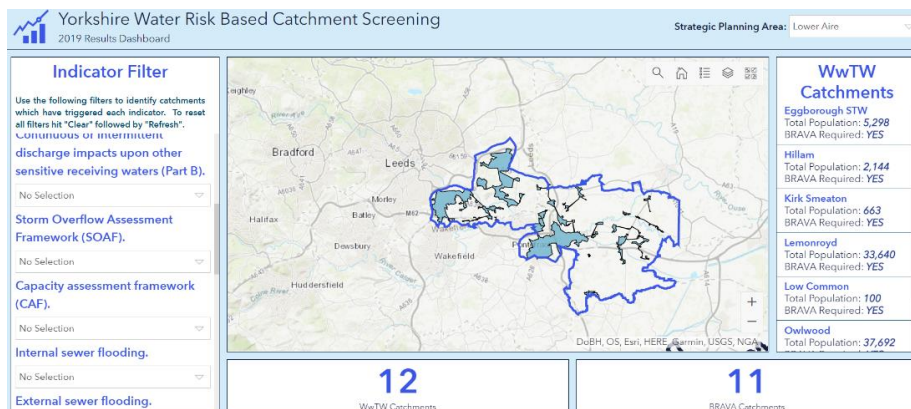 Yorkshire Water Risk Based Catchment Screening
2019 Results Dashboard
Strategic Planning Area: Lower Aire
Indicator Filter
Use the following filters to identify catchments
which have triggered each indicator. To reset
all filters hit "Clear" followed by "Refresh".
Continuous or intermittent
discharge impacts upon other
sensitive receiving waters (Part B).
No Selection
Storm Overflow Assessment
Framework (SOAF).
No Selection
Capacity assessment framework
(CAF).
No Selection
Internal sewer flooding.
No Selection
External sewer flooding.
Keighley
Bradford
Leeds
Morley
Halifax
Batley
M62
Wakefield
Dewsbury
Wakefield
Huddersfield
DoBH, OS, Esri, HERE, Garmin, USGS, NGA
12
WwTW Catchments
11
BRAVA Catchments
WwTW
Catchments
Eggborough STW
Total Population: 5,298
BRAVA Required: YES
Hillam
Total Population: 2,144
BRAVA Required: YES
Kirk Smeaton
Total Population: 663
BRAVA Required: YES
Lemonroyd
Total Population: 33,640
BRAVA Required: YES
Low Common
Total Population: 100
BRAVA Required: YES
Owlwood
Total Population: 37,692
BRAVA Required: YES